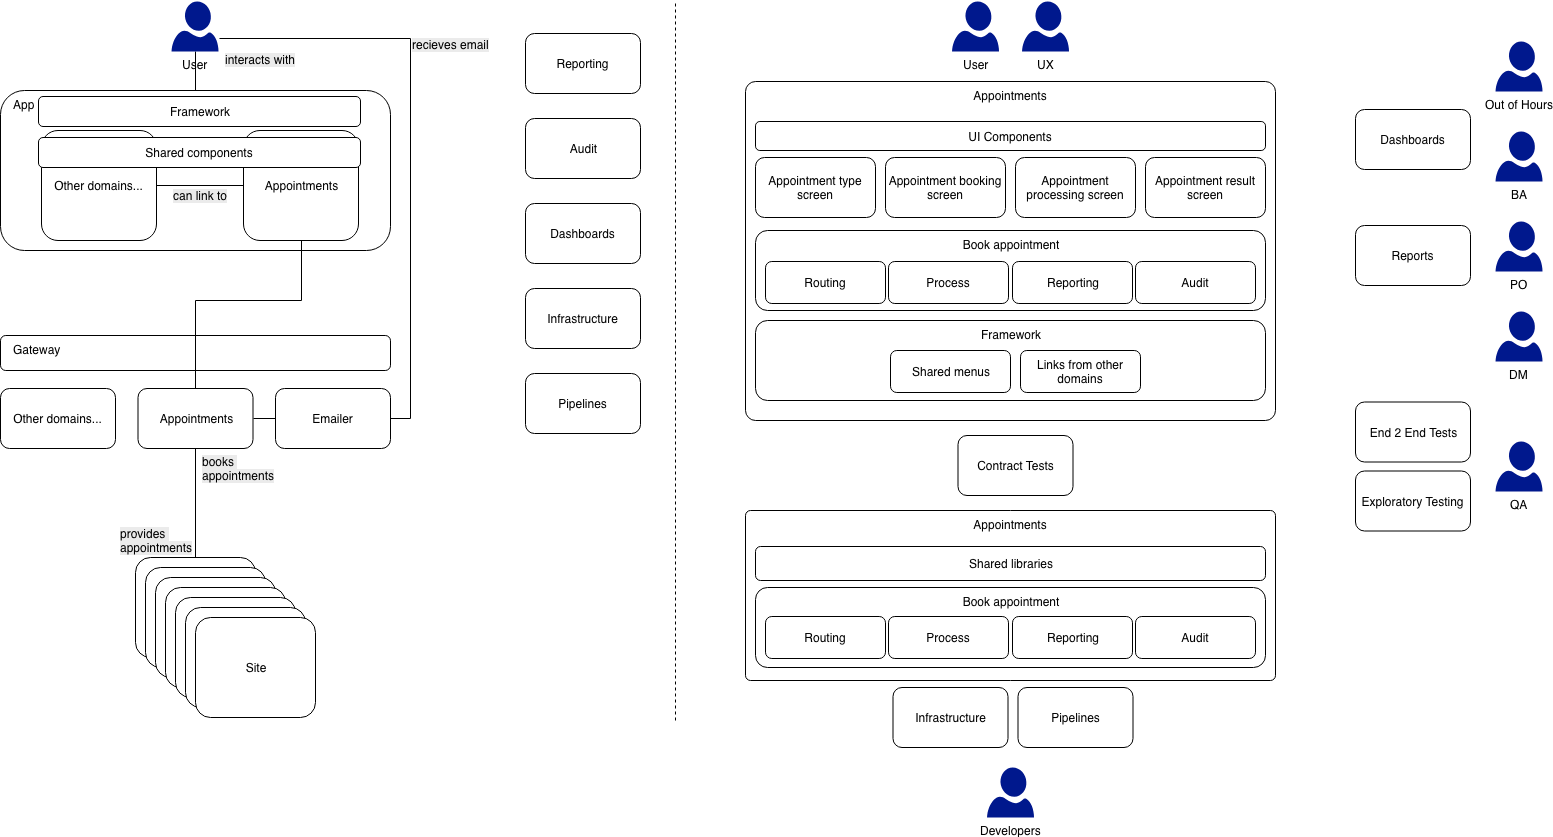 User
interacts with
recieves email
App
Framework
Shared components
Other domains...
can link to
Appointments
Gateway
Other domains...
Appointments
Emailer
books
appointments
provides
appointments
Site
Reporting
Audit
Dashboards
Infrastructure
Pipelines
User
UX
Appointments
UI Components
Appointment type
screen
Appointment booking
screen
Appointment
processing screen
Appointment result
screen
Book appointment
Routing
Process
Reporting
Audit
Framework
Shared menus
Links from other
domains
Contract Tests
Appointments
Shared libraries
Book appointment
Routing
Process
Reporting
Audit
Infrastructure
Pipelines
Developers
Out of Hours
Dashboards
BA
Reports
PO
DM
End 2 End Tests
Exploratory Testing
QA